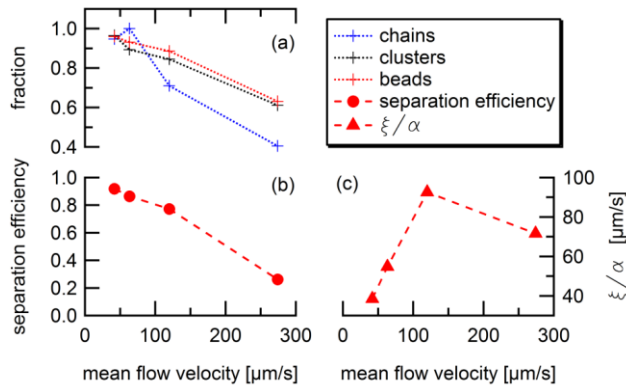 1.0
0.8
0.6
0.4
fraction
(a)
chains
clusters
beads
separation efficiency
ξ/α
1.0
0.8
0.6
0.4
0.2
0.0
separation efficiency
(b)
0
100
200
300
mean flow velocity [µm/s]
(c)
100
80
60
40
ξ/α [µm/s]
0
100
200
300
mean flow velocity [µm/s]